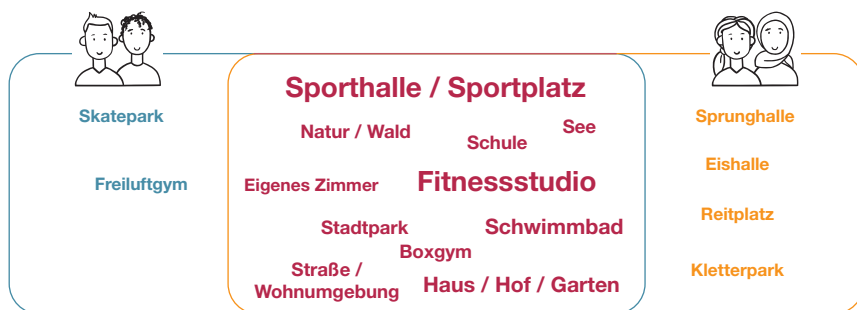 Sporthalle / Sportplatz
Skatepark
Sprunghalle
See
Natur / Wald
Schule
Eishalle
Freiluftgym
Eigenes Zimmer
Fitnessstudio
Reitplatz
Stadtpark
Schwimmbad
Boxgym
Straße /
Wohnumgebung
Haus / Hof / Garten
Kletterpark